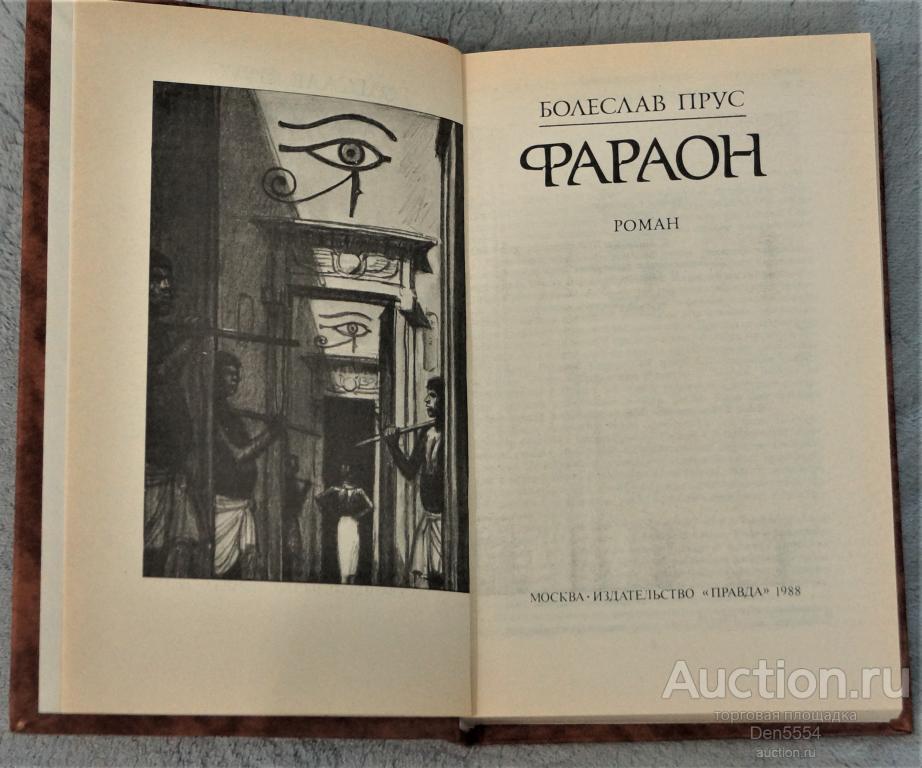 БОЛЕСЛАВ ПРУС
ФАРАОН
РОМАН
МОСКВА · ИЗДАТЕЛЬСТВО «ПРАВДА» 1988
Auction.ru
торговая площадка
Den5554
auction.ru